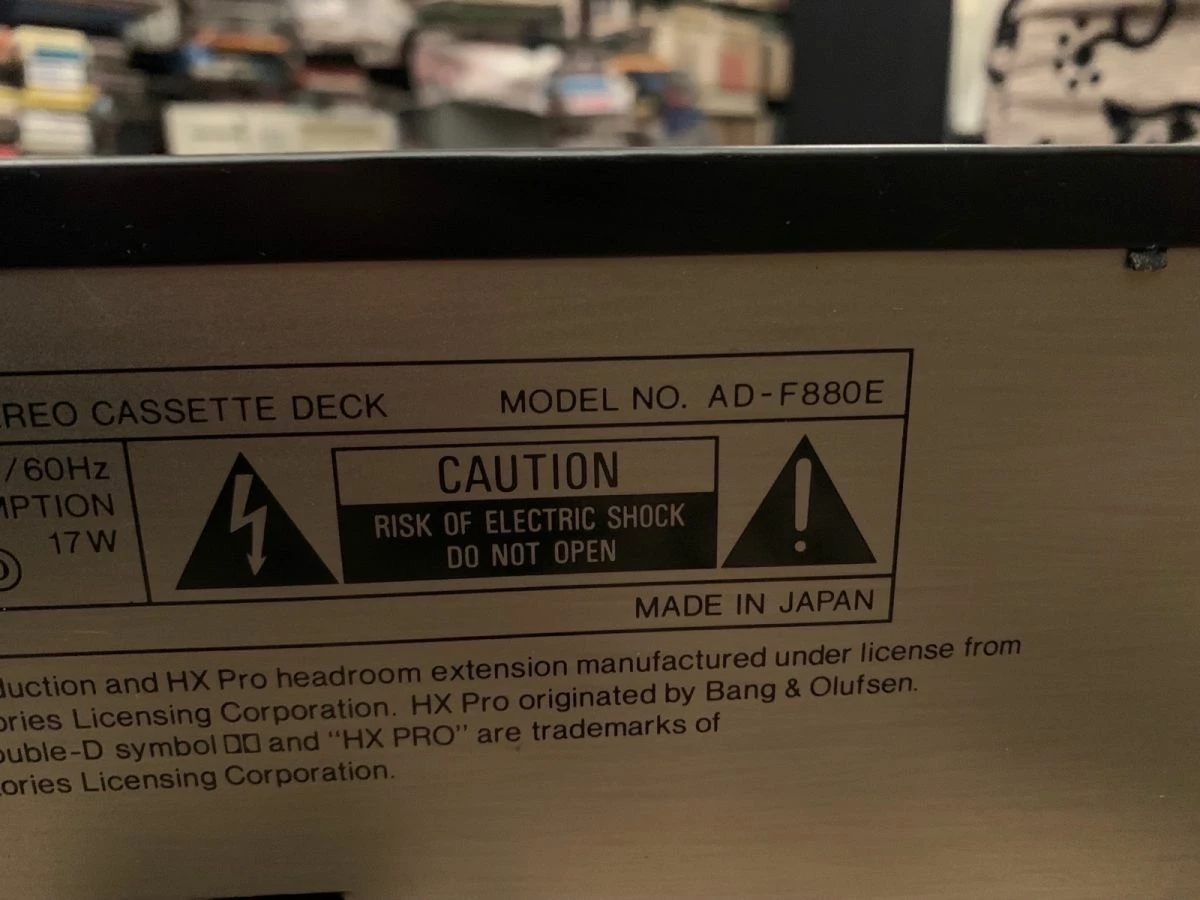 REO CASSETTE DECK MODEL NO. AD-F880E
/60Hz
MPTION
17W
CAUTION
RISK OF ELECTRIC SHOCK
DO NOT OPEN
MADE IN JAPAN
duction and HX Pro headroom extension manufactured under license from
ories Licensing Corporation. HX Pro originated by Bang & Olufsen.
ouble-D symbol and "HX PRO" are trademarks of
ories Licensing Corporation.